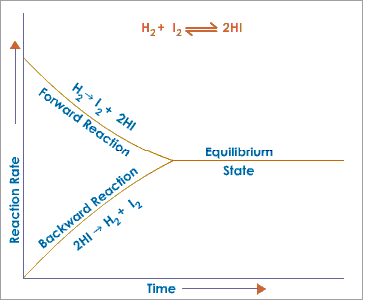 H₂ + I₂ ⇌ 2HI
H₂ → I₂ + 2HI
Forward Reaction
Equilibrium
State
Backward Reaction
2HI → H₂ + I₂
Reaction Rate
Time